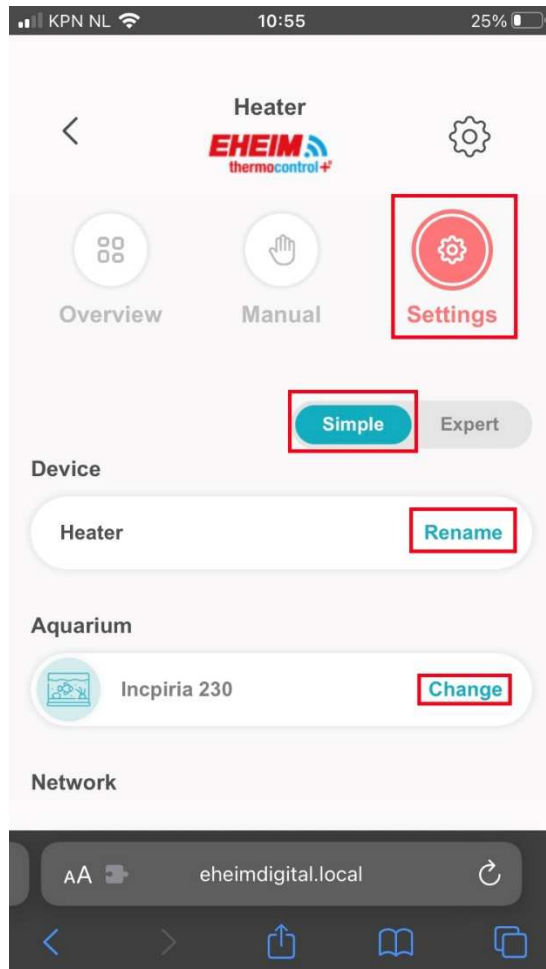 KPN NL 10:55 25%
Heater
EHEIM
thermocontrol+e
Overview Manual Settings
Simple Expert
Device
Heater Rename
Aquarium
Incpiria 230 Change
Network
AA eheimdigital.local